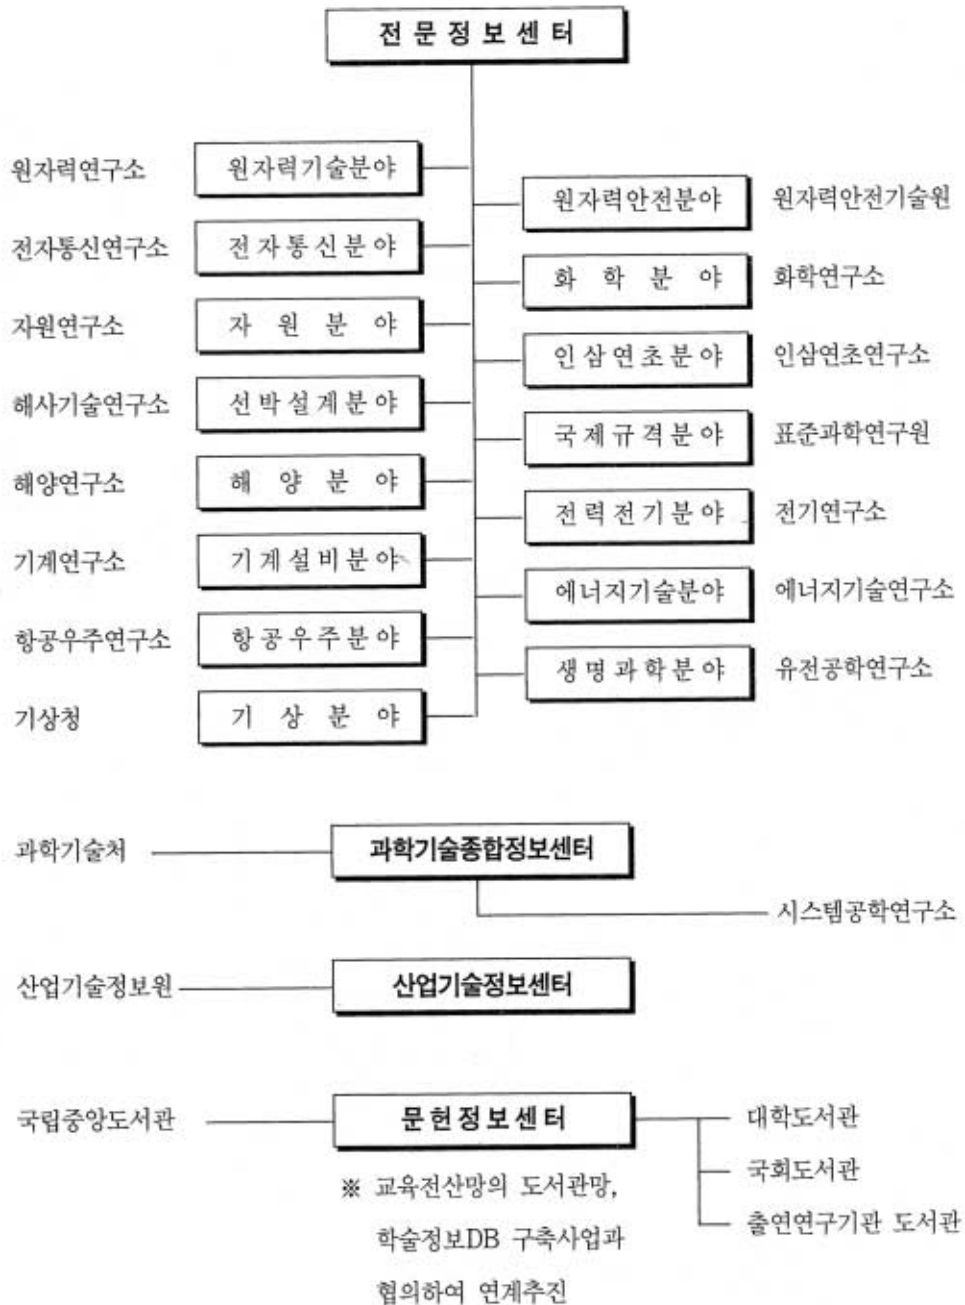 전문정보센터
원자력연구소 원자력기술분야
원자력안전분야 원자력안전기술원
전자통신연구소 전자통신분야
화학분야 화학연구소
자원연구소 자원분야
인삼연초분야 인삼연초연구소
해사기술연구소 선박설계분야
국제규격분야 표준과학연구원
해양연구소 해양분야
전력전기분야 전기연구소
기계연구소 기계설비분야
에너지기술분야 에너지기술연구소
항공우주연구소 항공우주분야
생명과학분야 유전공학연구소
기상청 기상분야
과학기술처 과학기술종합정보센터
시스템공학연구소
산업기술정보원 산업기술정보센터
국립중앙도서관 문헌정보센터 대학도서관
국회도서관
출연연구기관 도서관
※ 교육전산망의 도서관망,
학술정보DB 구축사업과
협의하여 연계추진